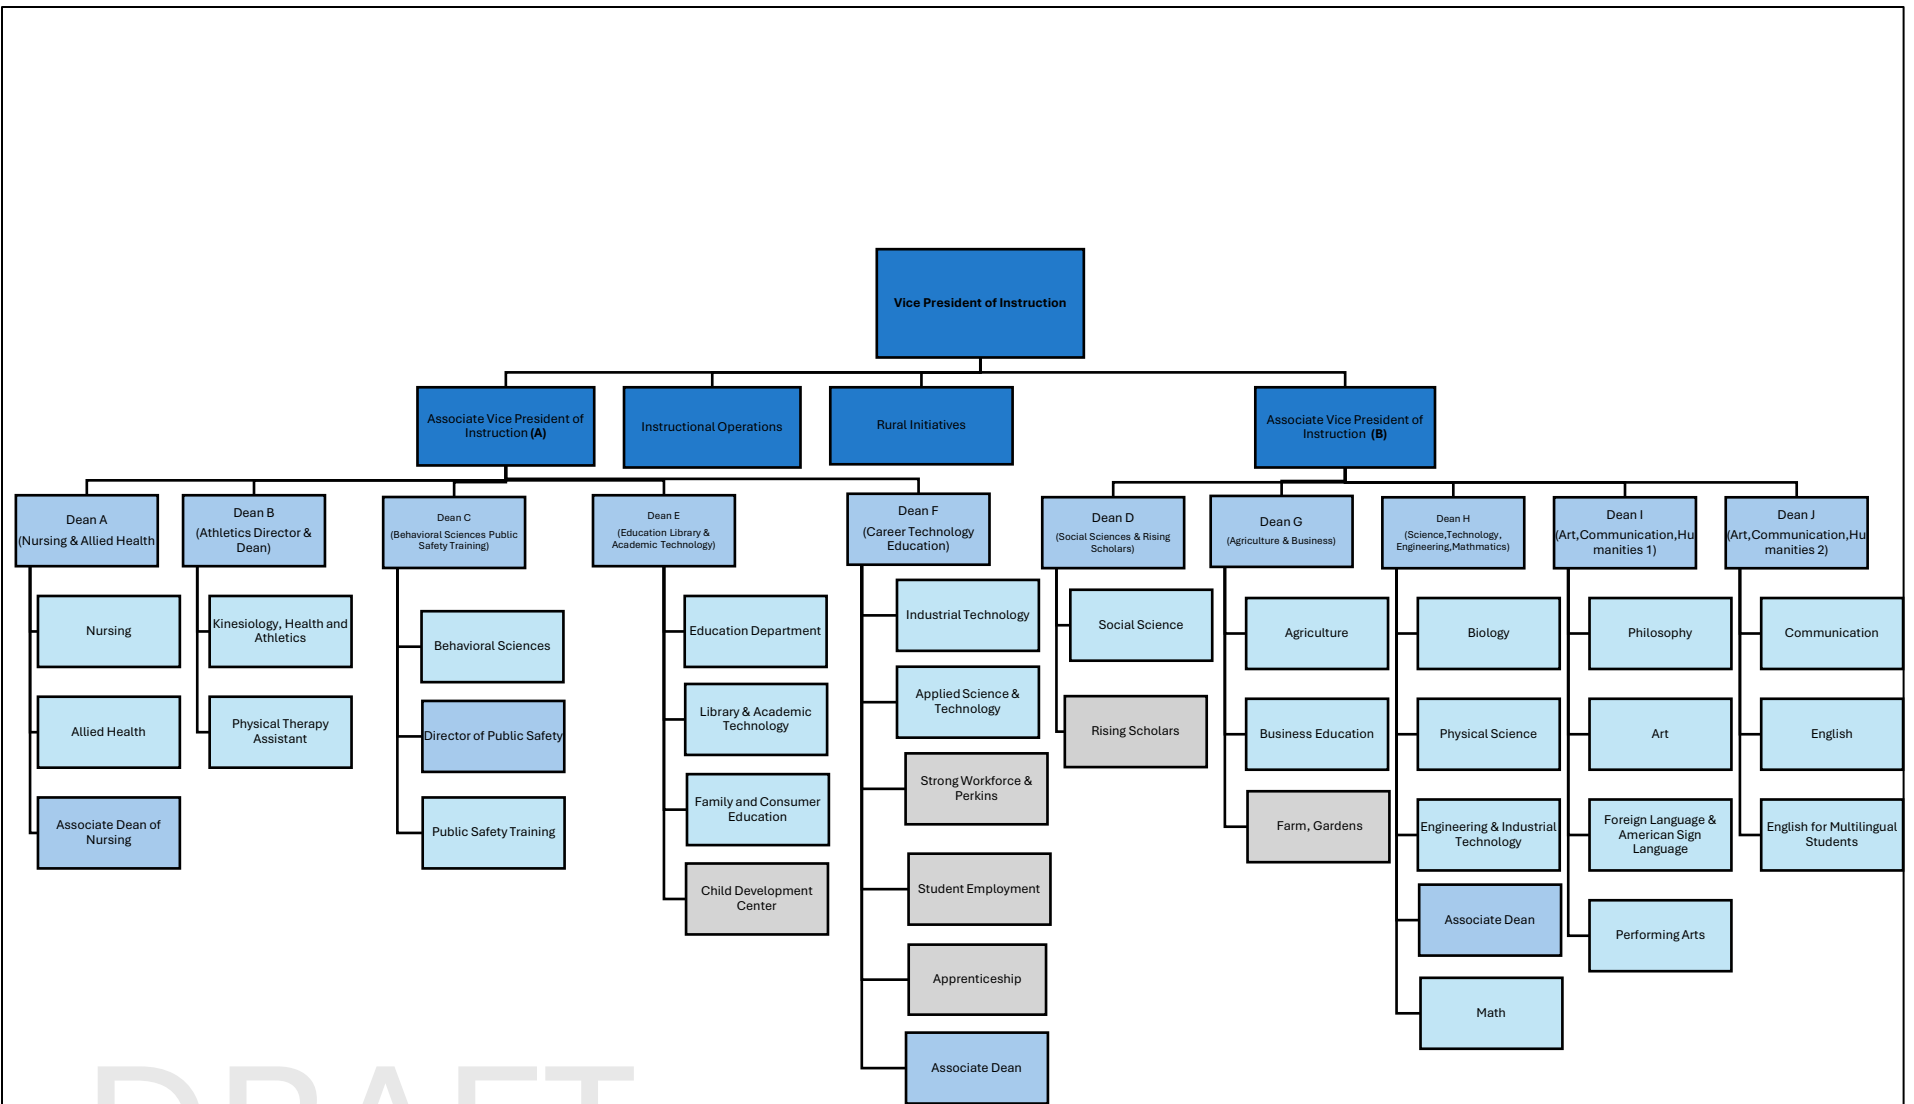 Vice President of Instruction
Associate Vice President of
Instruction (A)
Instructional Operations
Rural Initiatives
Associate Vice President of
Instruction (B)
Dean A
(Nursing & Allied Health
Dean B
(Athletics Director &
Dean)
Dean C
(Behavioral Sciences Public
Safety Training)
Dean E
(Education Library &
Academic Technology)
Dean F
(Career Technology
Education)
Dean D
(Social Sciences & Rising
Scholars)
Dean G
(Agriculture & Business)
Dean H
(Science,Technology,
Engineering,Mathmatics)
Dean I
(Art,Communication,Hu
manities 1)
Dean J
(Art,Communication,Hu
manities 2)
Nursing
Allied Health
Associate Dean of
Nursing
Kinesiology, Health and
Athletics
Physical Therapy
Assistant
Behavioral Sciences
Director of Public Safety
Public Safety Training
Education Department
Library & Academic
Technology
Family and Consumer
Education
Child Development
Center
Industrial Technology
Applied Science &
Technology
Strong Workforce &
Perkins
Student Employment
Apprenticeship
Associate Dean
Social Science
Rising Scholars
Agriculture
Business Education
Farm, Gardens
Biology
Physical Science
Engineering & Industrial
Technology
Associate Dean
Math
Philosophy
Art
Foreign Language &
American Sign
Language
Performing Arts
Communication
English
English for Multilingual
Students
DRAFT